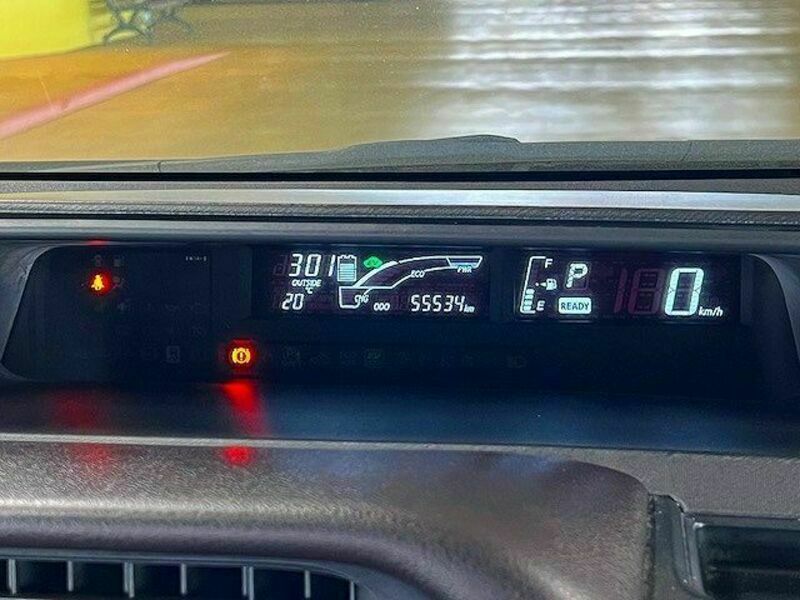 301
OUTSIDE
°C
20
CHG
ECO
PWR
ODO 55534 km
F
E
P
READY
0 km/h